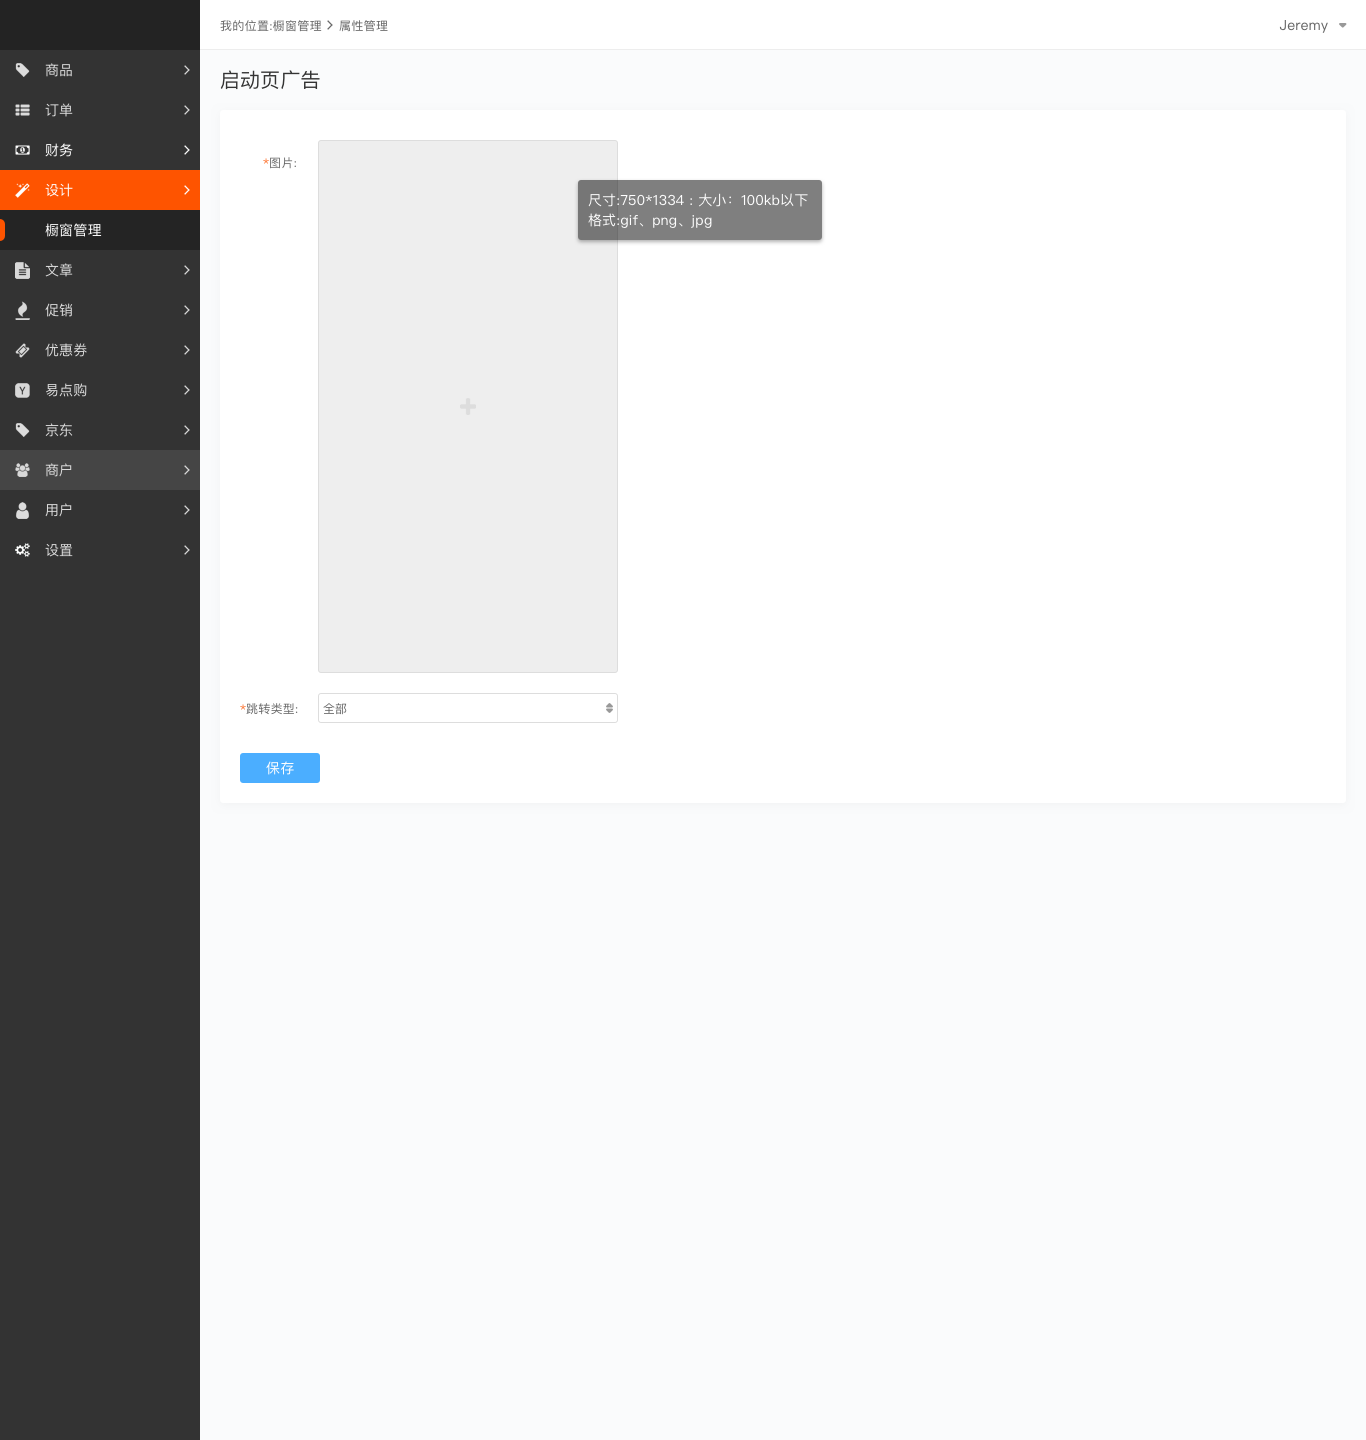 我的位置:橱窗管理 > 属性管理
Jeremy
商品
订单
财务
设计
橱窗管理
文章
促销
优惠券
Y 易点购
京东
商户
用户
设置
启动页广告
*图片:
尺寸:750*1334 : 大小: 100kb以下
格式:gif、png、jpg
*跳转类型:
全部
保存